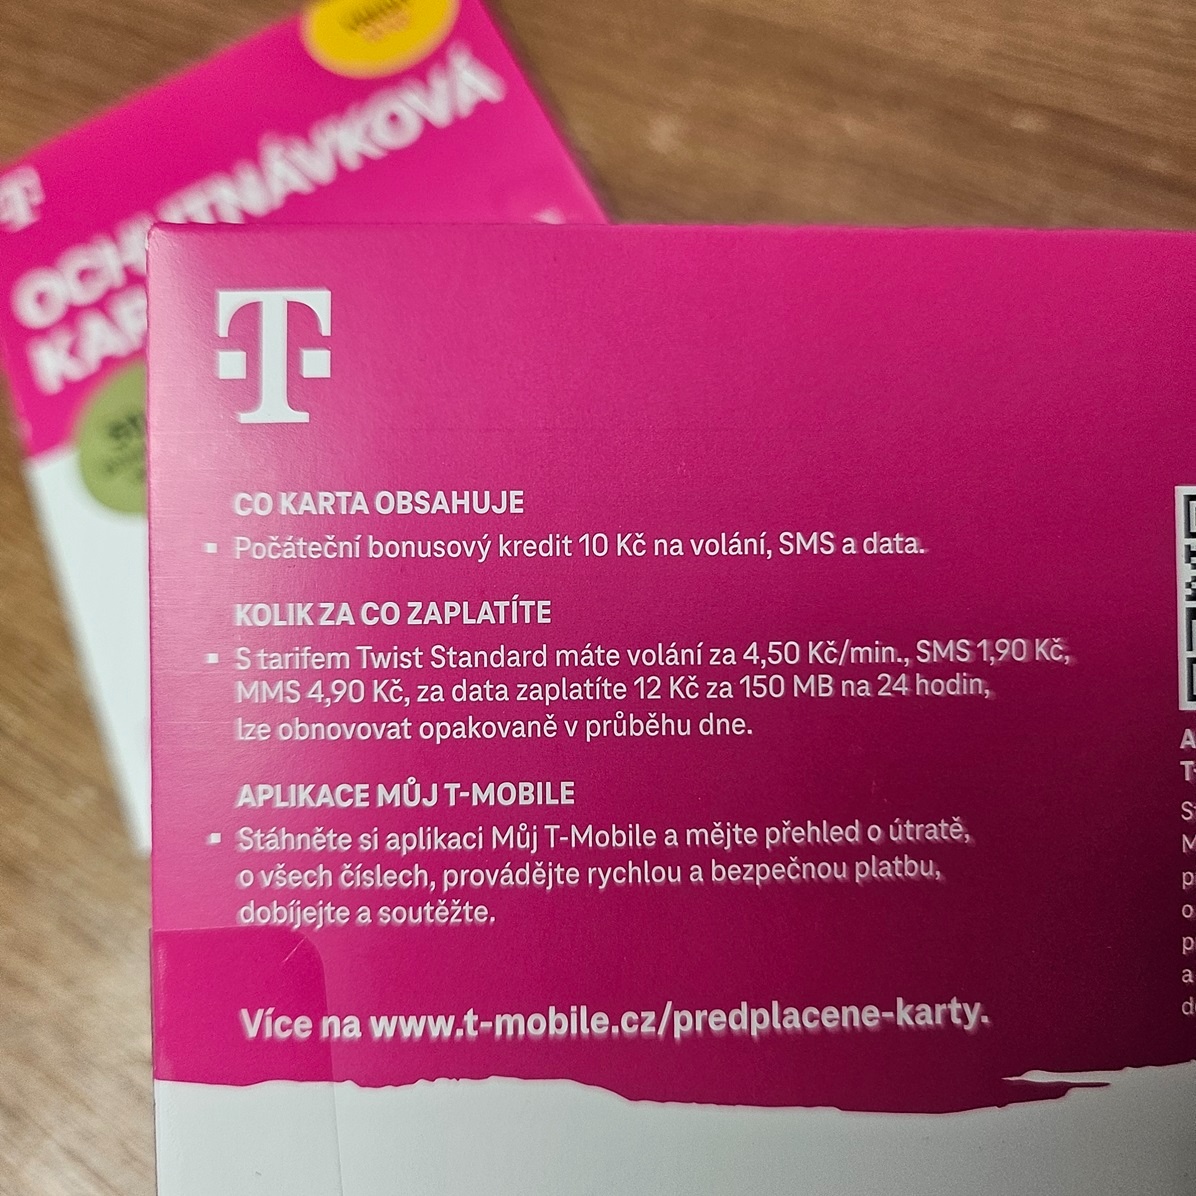 OCHUTNÁVKOVÁ
T
CO KARTA OBSAHUJE
▪ Počáteční bonusový kredit 10 Kč na volání, SMS a data.
KOLIK ZA CO ZAPLATÍTE
▪ S tarifem Twist Standard máte volání za 4,50 Kč/min., SMS 1,90 Kč,
MMS 4,90 Kč, za data zaplatíte 12 Kč za 150 MB na 24 hodin,
lze obnovovat opakovaně v průběhu dne.
APLIKACE MŮJ T-MOBILE
▪ Stáhněte si aplikaci Můj T-Mobile a mějte přehled o útratě,
o všech číslech, provádějte rychlou a bezpečnou platbu,
dobíjejte a soutěžte.
Více na www.t-mobile.cz/predplacene-karty.